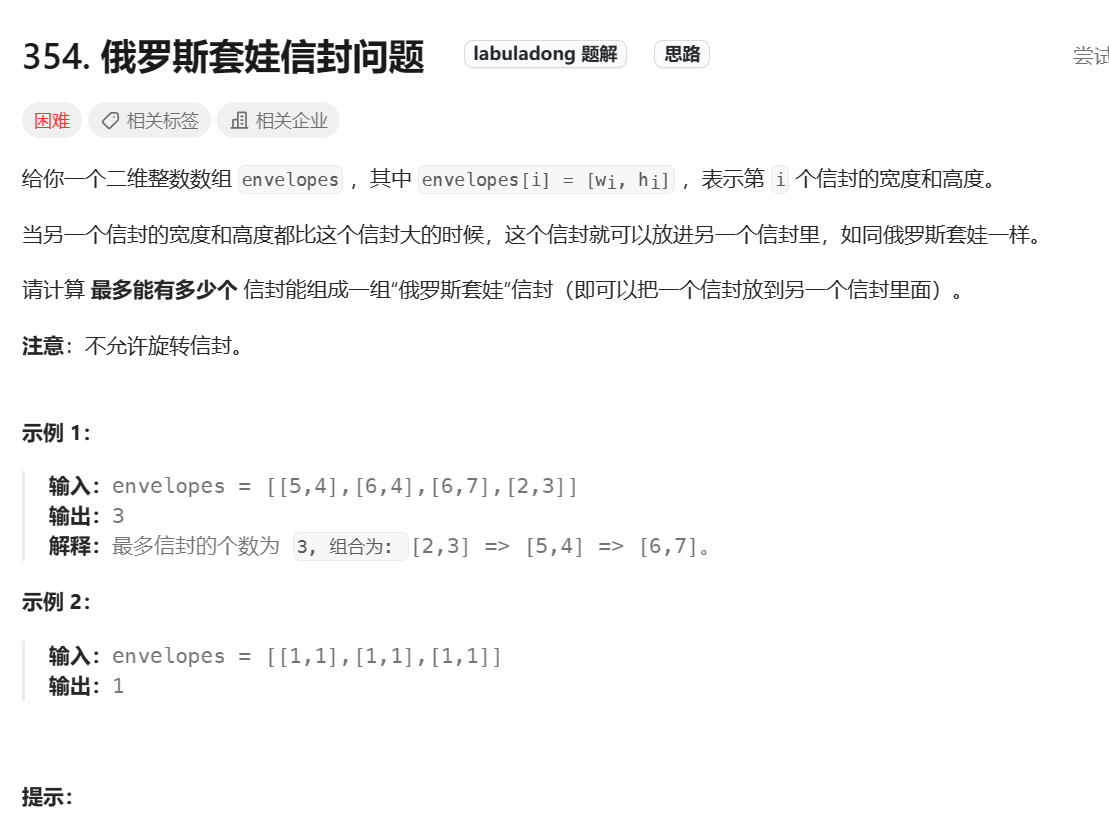 354. 俄罗斯套娃信封问题 labuladong 题解 思路 尝试
困难 相关标签 相关企业
给你一个二维整数数组 envelopes ，其中 envelopes[i] = [wi, hi] ，表示第 i 个信封的宽度和高度。
当另一个信封的宽度和高度都比这个信封大的时候，这个信封就可以放进另一个信封里，如同俄罗斯套娃一样。
请计算 最多能有多少个 信封能组成一组“俄罗斯套娃”信封（即可以把一个信封放到另一个信封里面）。
注意：不允许旋转信封。
示例 1：
输入：envelopes = [[5,4],[6,4],[6,7],[2,3]]
输出：3
解释：最多信封的个数为 3, 组合为: [2,3] => [5,4] => [6,7]。
示例 2：
输入：envelopes = [[1,1],[1,1],[1,1]]
输出：1
提示：